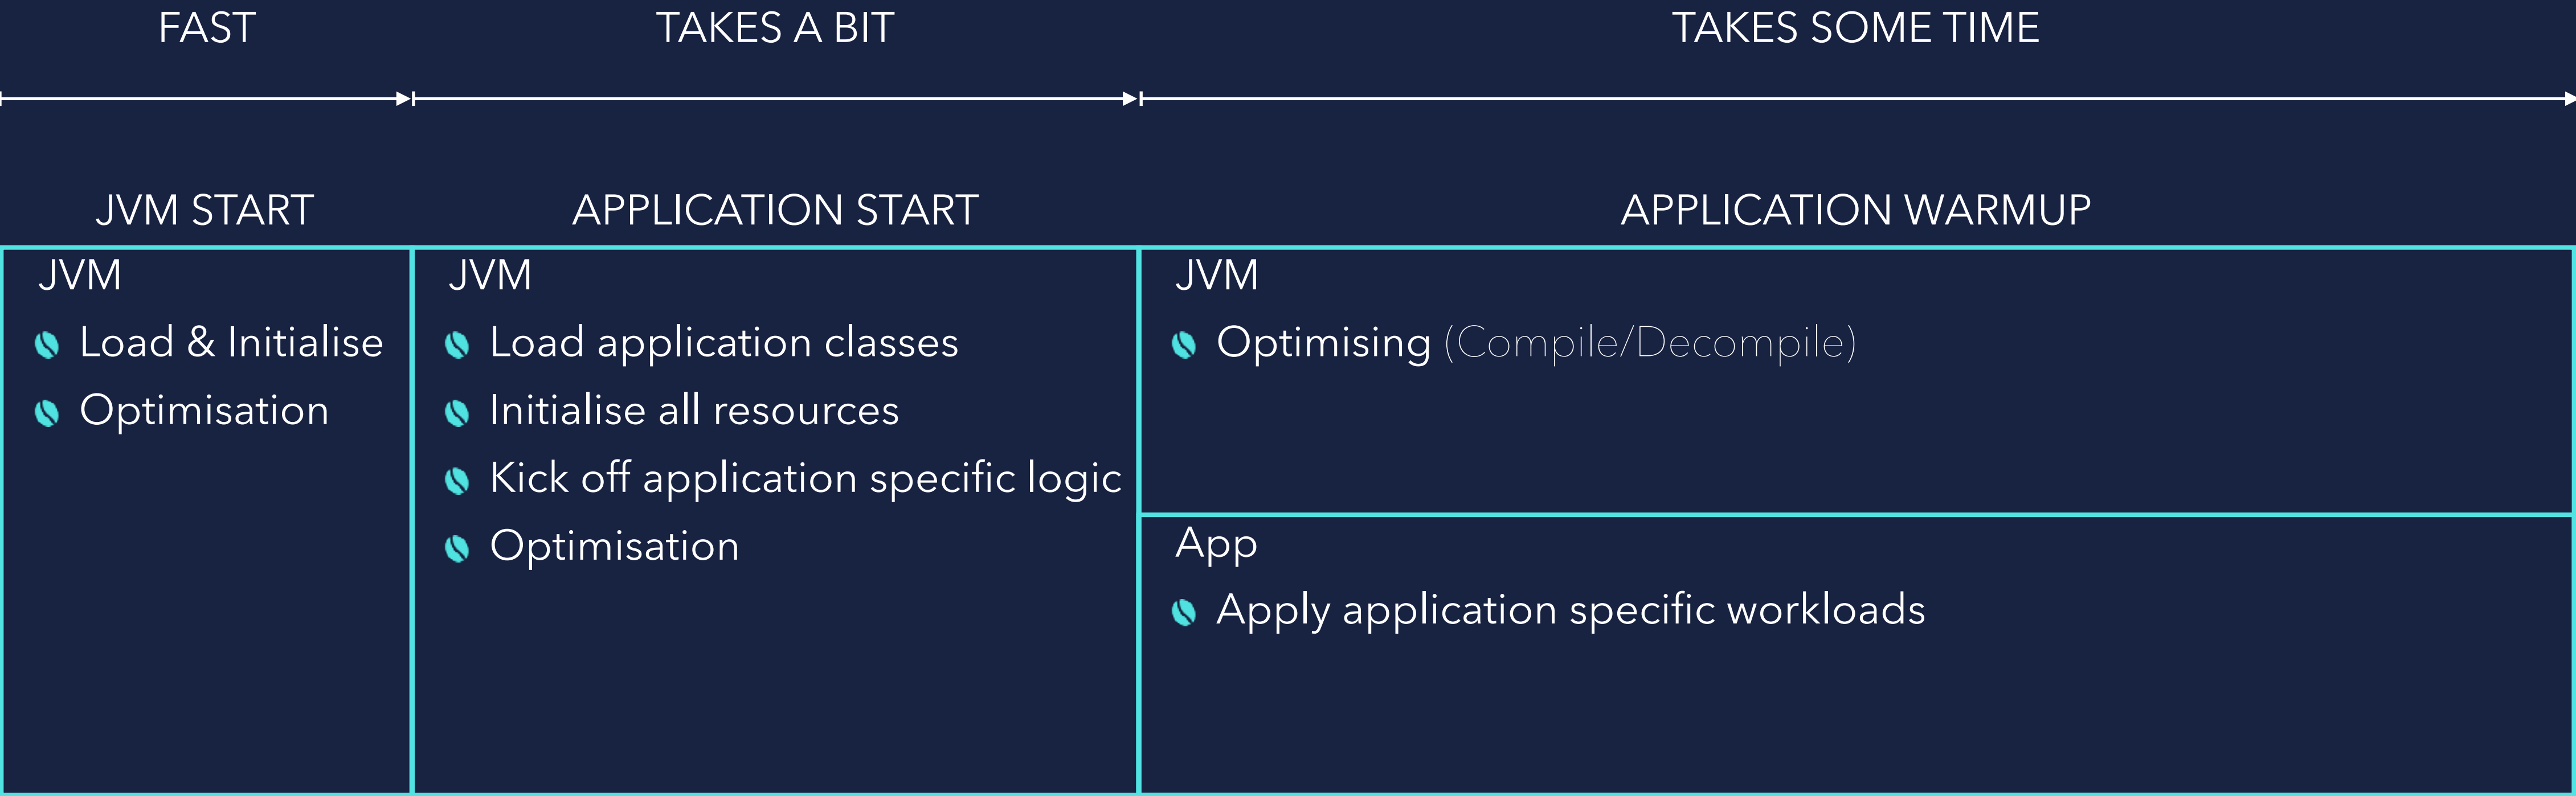 FAST
TAKES A BIT
TAKES SOME TIME
JVM START
APPLICATION START
APPLICATION WARMUP
JVM
Load & Initialise
Optimisation
JVM
Load application classes
Initialise all resources
Kick off application specific logic
Optimisation
JVM
Optimising (Compile/Decompile)
App
Apply application specific workloads